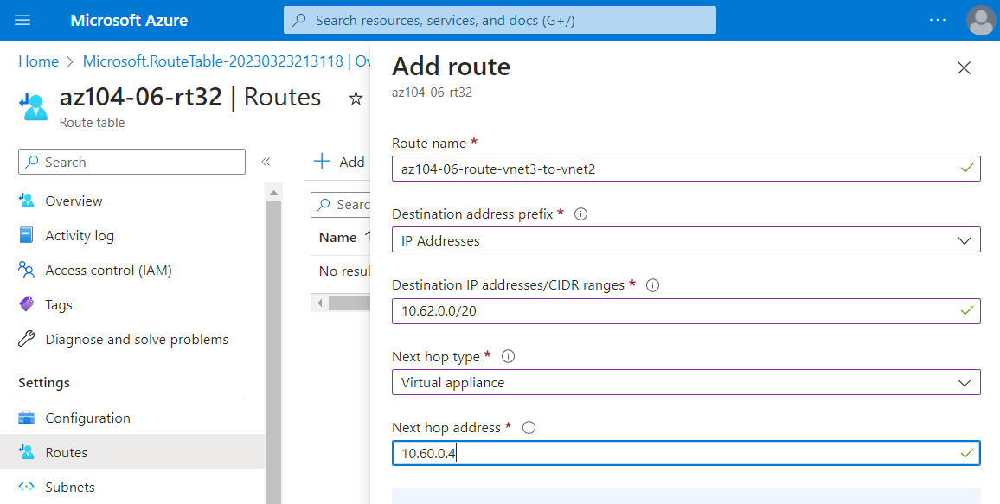 Microsoft Azure
Search resources, services, and docs (G+/)
Home > Microsoft.RouteTable-20230323213118 | Ov
az104-06-rt32 | Routes
Route table
Search
Overview
Activity log
Access control (IAM)
Tags
Diagnose and solve problems
Settings
Configuration
Routes
Subnets
Add
Searc
Name
No resul
Add route
az104-06-rt32
Route name *
az104-06-route-vnet3-to-vnet2
Destination address prefix *
IP Addresses
Destination IP addresses/CIDR ranges *
10.62.0.0/20
Next hop type *
Virtual appliance
Next hop address *
10.60.0.4